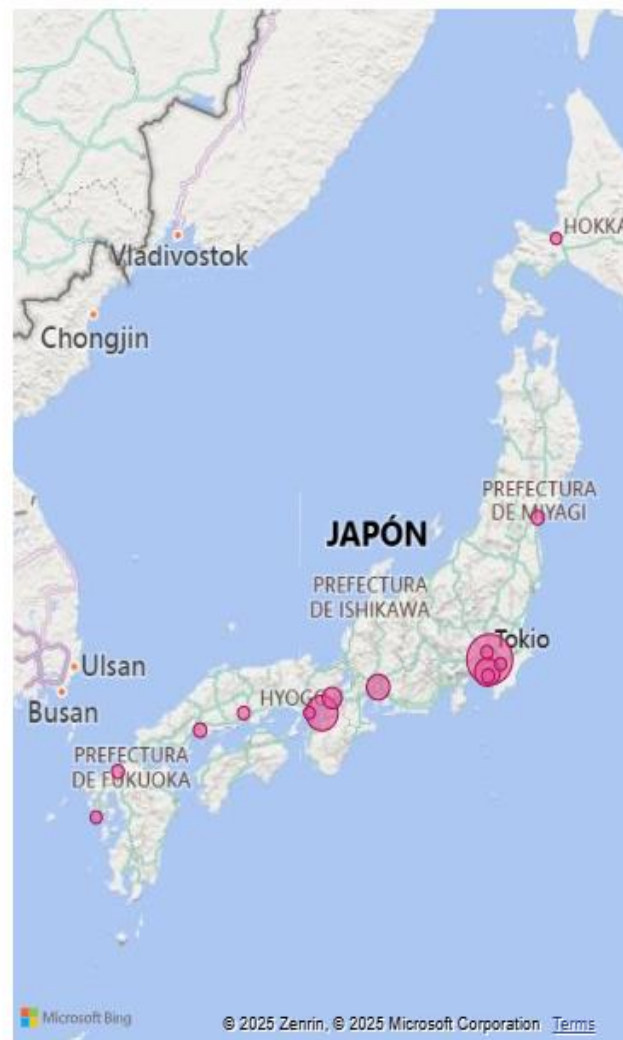 HOKKA
Vladivostok
Chongjin
PREFECTURA
DE MIYAGI
JAPÓN
PREFECTURA
DE ISHIKAWA
Tokio
Ulsan
HYOGO
Busan
PREFECTURA
DE FUKUOKA
Microsoft Bing
© 2025 Zenrin, © 2025 Microsoft Corporation Terms